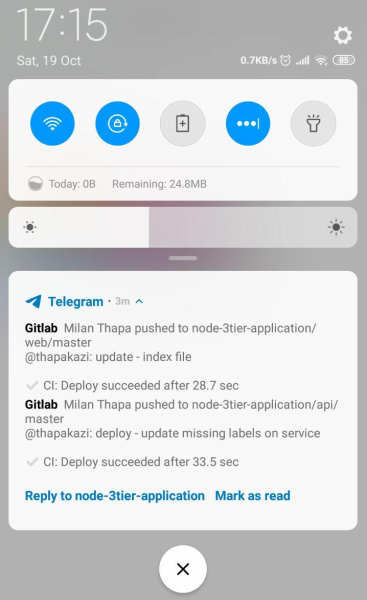 17:15
Sat, 19 Oct
0.7KB/s 85
Today: 0B Remaining: 24.8MB
Telegram · 3m
Gitlab Milan Thapa pushed to node-3tier-application/
web/master
@thapakazi: update - index file
CI: Deploy succeeded after 28.7 sec
Gitlab Milan Thapa pushed to node-3tier-application/api/
master
@thapakazi: deploy - update missing labels on service
CI: Deploy succeeded after 33.5 sec
Reply to node-3tier-application Mark as read